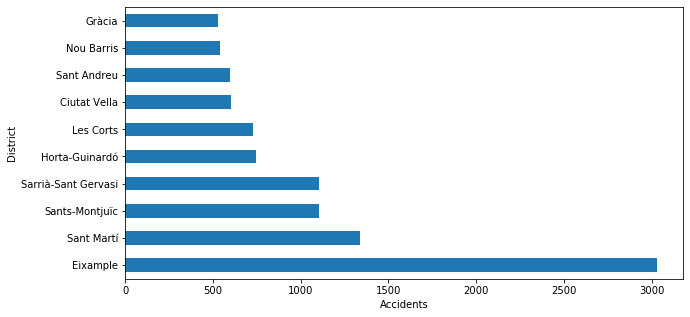 Gràcia
Nou Barris
Sant Andreu
Ciutat Vella
Les Corts
Horta-Guinardó
Sarrià-Sant Gervasi
Sants-Montjuïc
Sant Martí
Eixample
District
0 500 1000 1500 2000 2500 3000
Accidents